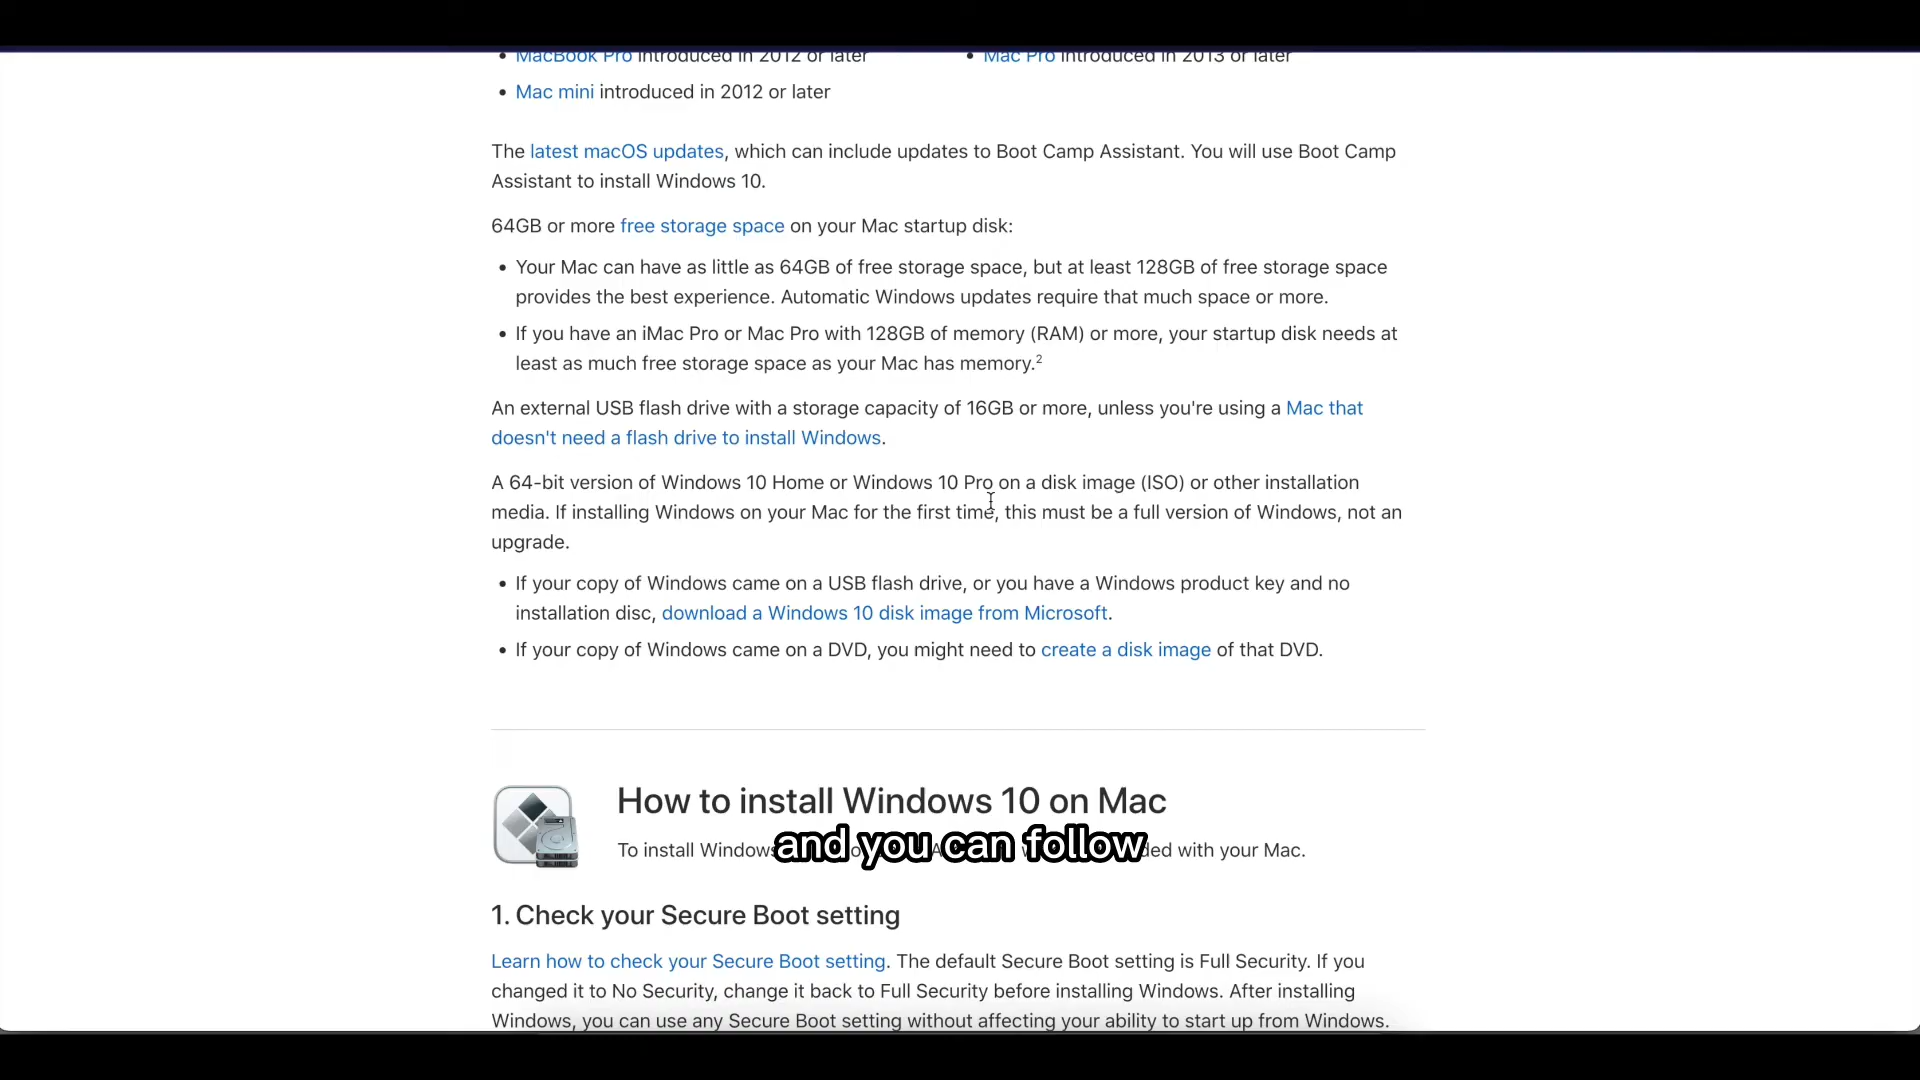 MacBook Pro introduced in 2012 or later
Mac Pro introduced in 2013 or later
Mac mini introduced in 2012 or later
The latest macOS updates, which can include updates to Boot Camp Assistant. You will use Boot Camp
Assistant to install Windows 10.
64GB or more free storage space on your Mac startup disk:
Your Mac can have as little as 64GB of free storage space, but at least 128GB of free storage space
provides the best experience. Automatic Windows updates require that much space or more.
If you have an iMac Pro or Mac Pro with 128GB of memory (RAM) or more, your startup disk needs at
least as much free storage space as your Mac has memory.2
An external USB flash drive with a storage capacity of 16GB or more, unless you're using a Mac that
doesn't need a flash drive to install Windows.
A 64-bit version of Windows 10 Home or Windows 10 Pro on a disk image (ISO) or other installation
media. If installing Windows on your Mac for the first time, this must be a full version of Windows, not an
upgrade.
If your copy of Windows came on a USB flash drive, or you have a Windows product key and no
installation disc, download a Windows 10 disk image from Microsoft.
If your copy of Windows came on a DVD, you might need to create a disk image of that DVD.
How to install Windows 10 on Mac
To install Windows with your Mac.
and you can follow
1. Check your Secure Boot setting
Learn how to check your Secure Boot setting. The default Secure Boot setting is Full Security. If you
changed it to No Security, change it back to Full Security before installing Windows. After installing
Windows, you can use any Secure Boot setting without affecting your ability to start up from Windows.